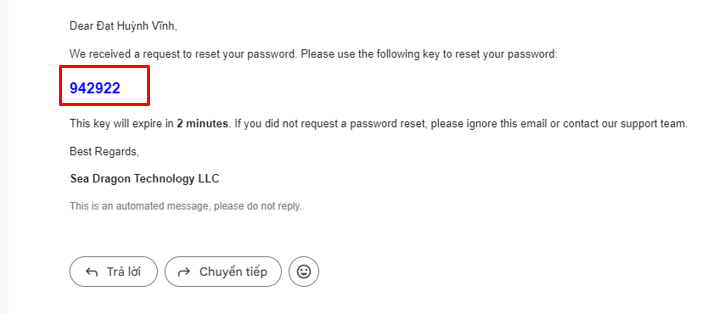 Dear Đạt Huỳnh Vĩnh,
We received a request to reset your password. Please use the following key to reset your password:
942922
This key will expire in 2 minutes. If you did not request a password reset, please ignore this email or contact our support team.
Best Regards,
Sea Dragon Technology LLC
This is an automated message, please do not reply.
Trả lời
Chuyển tiếp